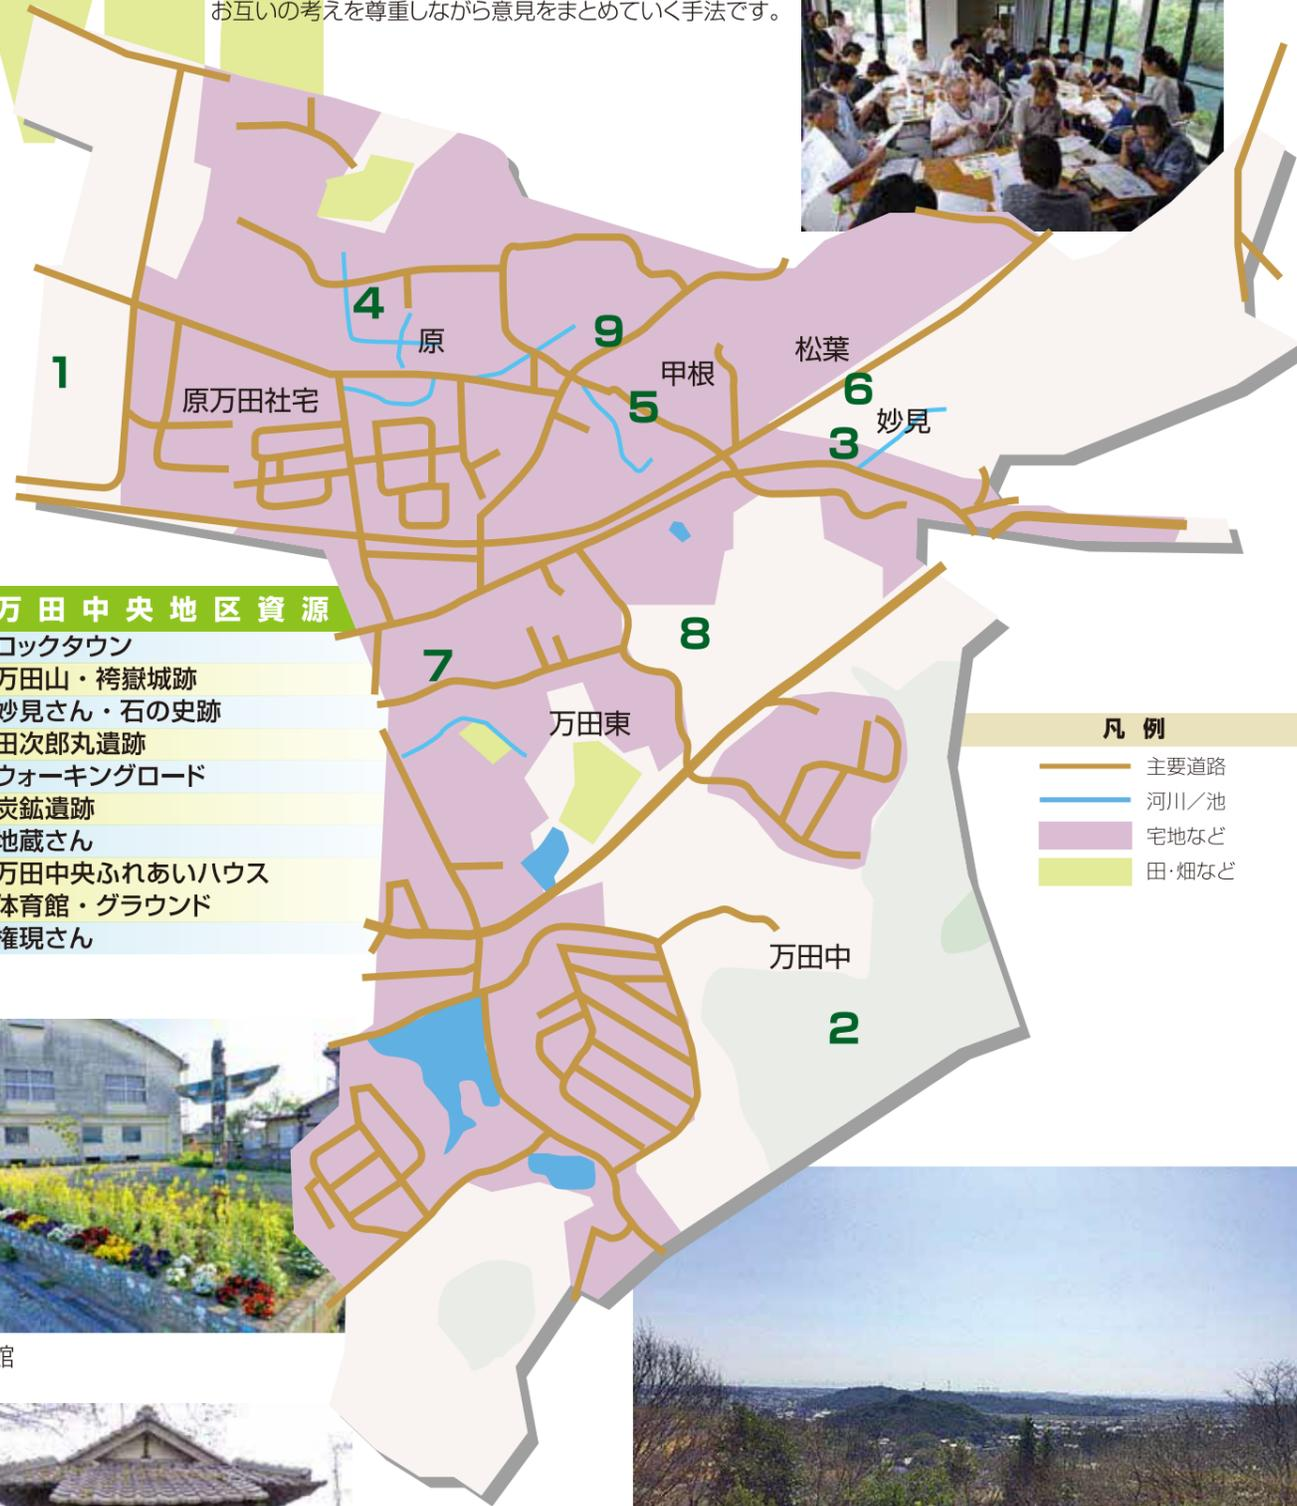 お互いの考えを尊重しながら意見をまとめていく手法です。
4
原
9
松葉
1
原万田社宅
甲根
6
5
妙見
3
万田中央地区資源
ロックタウン
万田山・袴嶽城跡
妙見さん・石の史跡
田次郎丸遺跡
ウォーキングロード
炭鉱遺跡
地蔵さん
万田中央ふれあいハウス
体育館・グラウンド
権現さん
8
7
万田東
凡例
主要道路
河川／池
宅地など
田・畑など
万田中
2
館